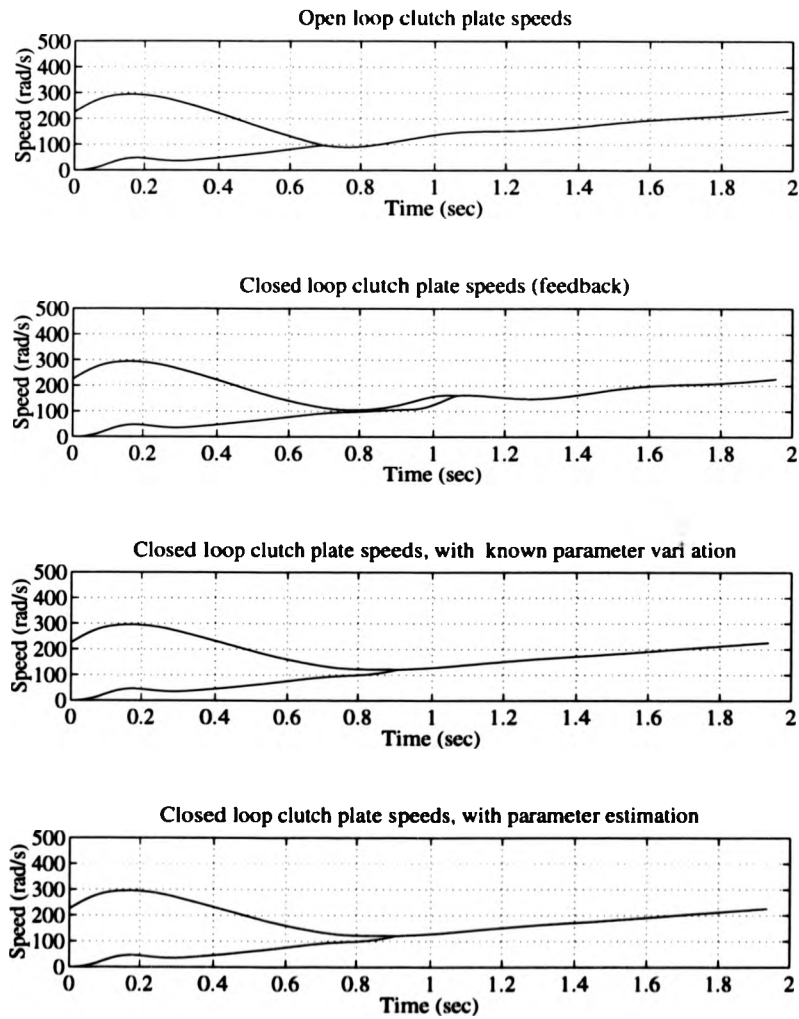 Open loop clutch plate speeds
500
400
300
200
100
0
Speed (rad/s)
0 0.2 0.4 0.6 0.8 1 1.2 1.4 1.6 1.8 2
Time (sec)
Closed loop clutch plate speeds (feedback)
500
400
300
200
100
0
Speed (rad/s)
0 0.2 0.4 0.6 0.8 1 1.2 1.4 1.6 1.8 2
Time (sec)
Closed loop clutch plate speeds, with known parameter vari ation
500
400
300
200
100
0
Speed (rad/s)
0 0.2 0.4 0.6 0.8 1 1.2 1.4 1.6 1.8 2
Time (sec)
Closed loop clutch plate speeds, with parameter estimation
500
400
300
200
100
0
Speed (rad/s)
0 0.2 0.4 0.6 0.8 1 1.2 1.4 1.6 1.8 2
Time (sec)